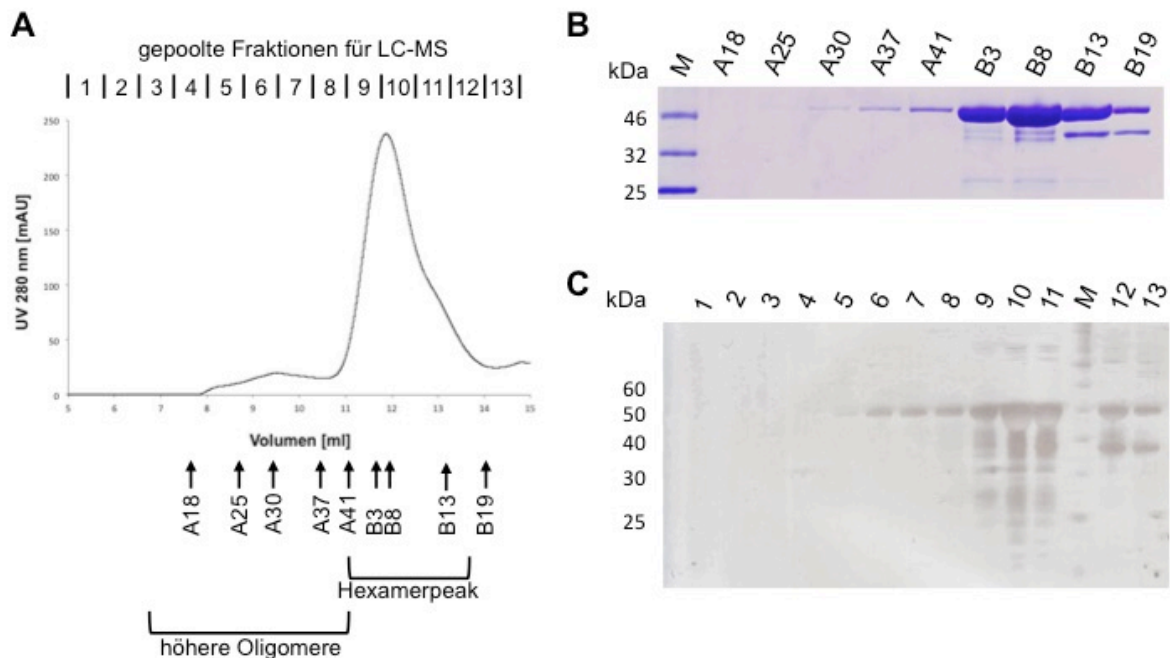 A
gepoolte Fraktionen für LC-MS
| 1 | 2 | 3 | 4 | 5 | 6 | 7 | 8 | 9 |10 |11 |12 |13 |
UV 280 nm [mAU]
250
200
150
100
50
0
5 6 7 8 9 10 11 12 13 14 15
Volumen [ml]
A18 A25 A30 A37 A41 B3 B8 B13 B19
Hexamerpeak
höhere Oligomere
B
kDa M A18 A25 A30 A37 A41 B3 B8 B13 B19
46
32
25
C
kDa 1 2 3 4 5 6 7 8 9 10 11 M 12 13
60
50
40
30
25